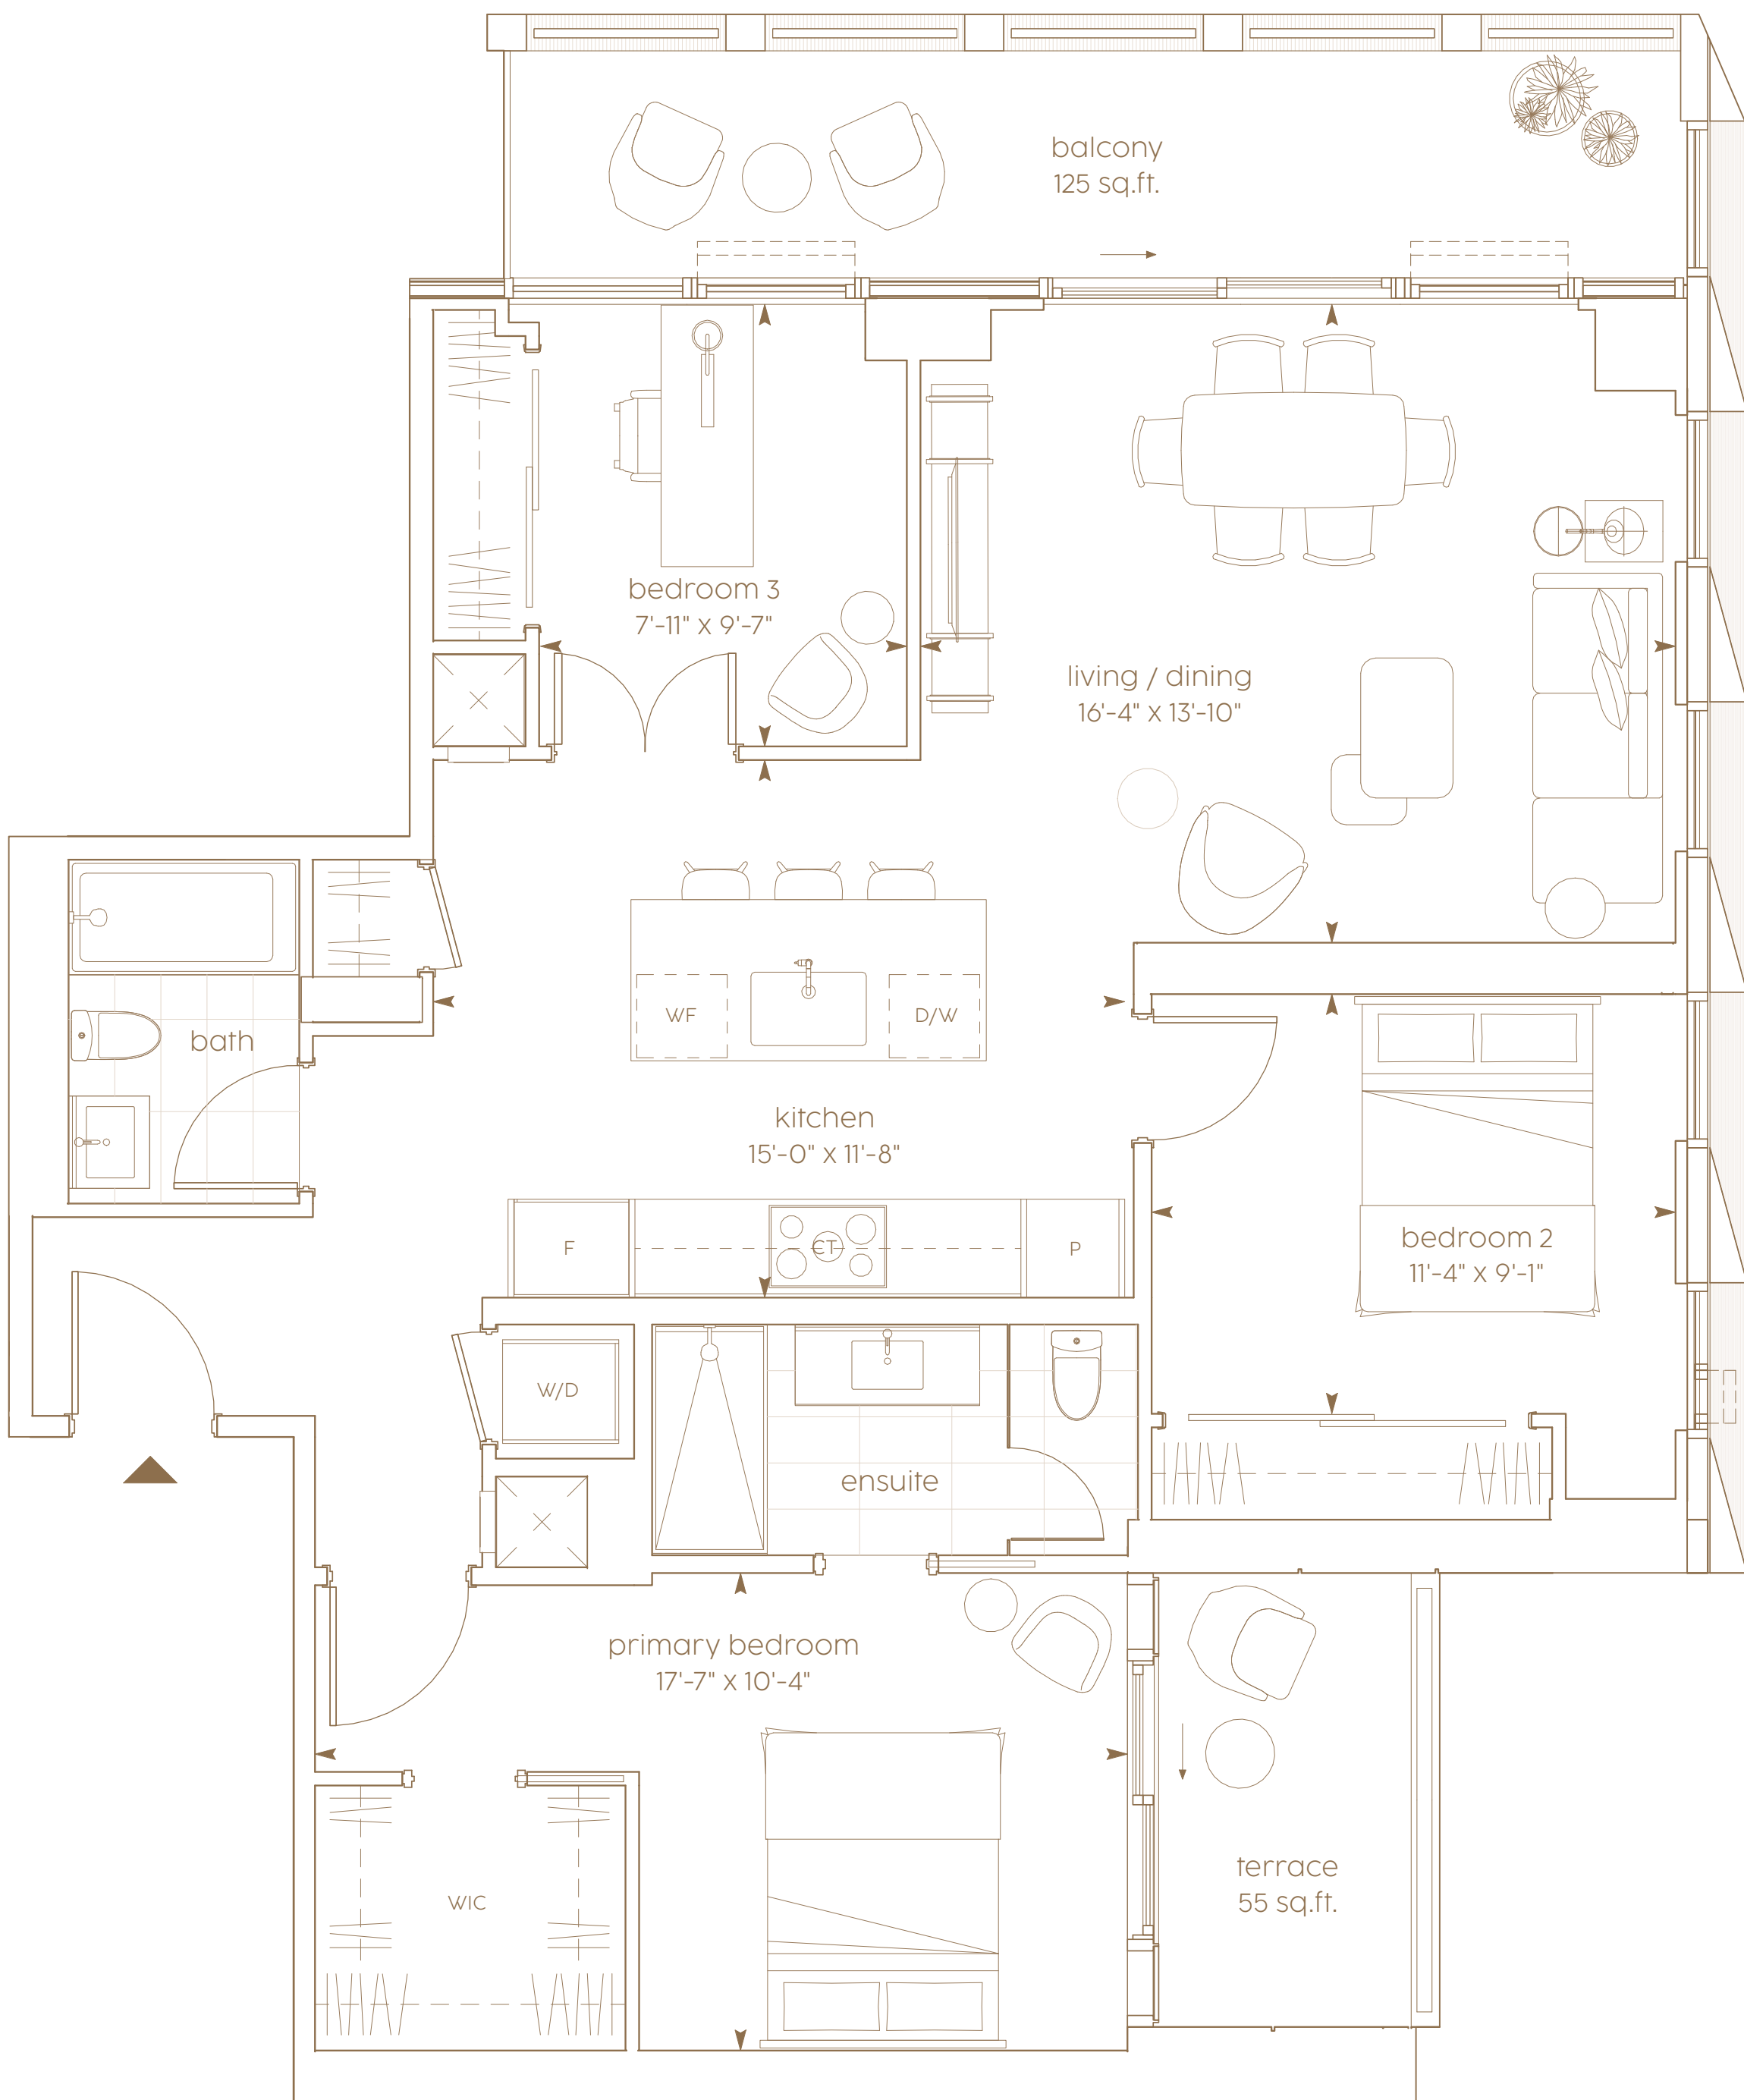 balcony
125 sq.ft.
bedroom 3
7'-11" X 9'-7"
living / dining
16'-4" X 13'-10"
WF
D/W
bath
kitchen
15'-0" X 11'-8"
F
CT
P
bedroom 2
11'-4" X 9'-1"
W/D
ensuite
primary bedroom
17'-7" X 10'-4"
terrace
55 sq.ft.
WIC